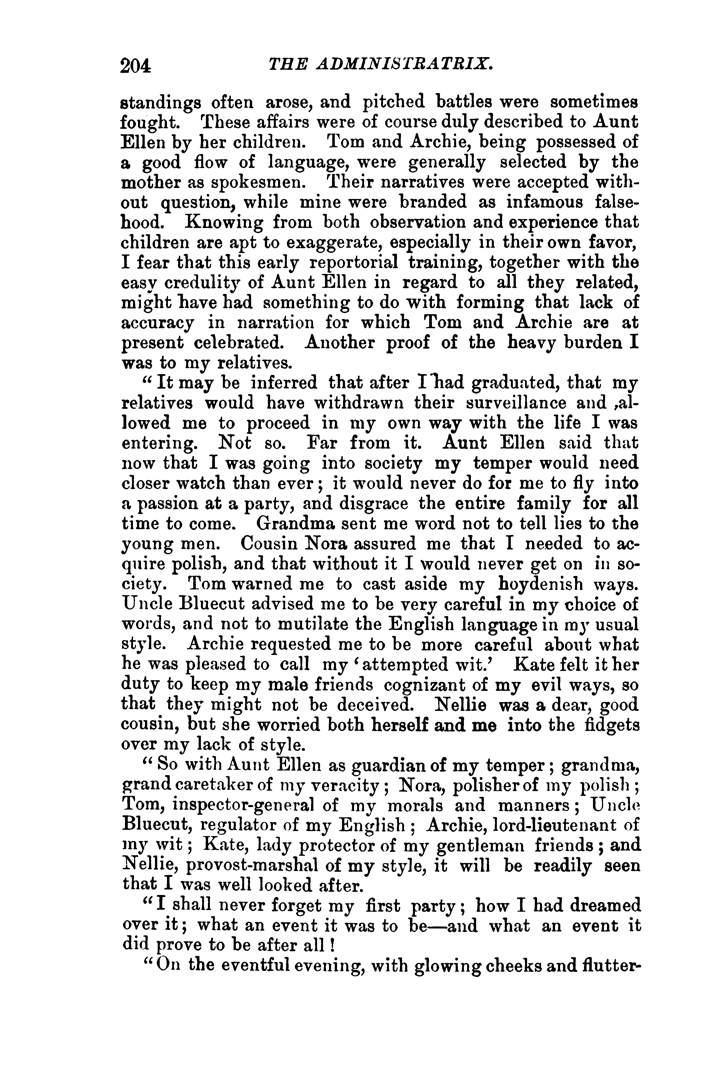 204 THE ADMINISTRATRIX.
standings often arose, and pitched battles were sometimes
fought. These affairs were of course duly described to Aunt
Ellen by her children. Tom and Archie, being possessed of
a good flow of language, were generally selected by the
mother as spokesmen. Their narratives were accepted with-
out question, while mine were branded as infamous false-
hood. Knowing from both observation and experience that
children are apt to exaggerate, especially in their own favor,
I fear that this early reportorial training, together with the
easy credulity of Aunt Ellen in regard to all they related,
might have had something to do with forming that lack of
accuracy in narration for which Tom and Archie are at
present celebrated. Another proof of the heavy burden I
was to my relatives.
“ It may be inferred that after I had graduated, that my
relatives would have withdrawn their surveillance and al-
lowed me to proceed in my own way with the life I was
entering. Not so. Far from it. Aunt Ellen said that
now that I was going into society my temper would need
closer watch than ever ; it would never do for me to fly into
a passion at a party, and disgrace the entire family for all
time to come. Grandma sent me word not to tell lies to the
young men. Cousin Nora assured me that I needed to ac-
quire polish, and that without it I would never get on in so-
ciety. Tom warned me to cast aside my hoydenish ways.
Uncle Bluecut advised me to be very careful in my choice of
words, and not to mutilate the English language in my usual
style. Archie requested me to be more careful about what
he was pleased to call my ‘attempted wit.’ Kate felt it her
duty to keep my male friends cognizant of my evil ways, so
that they might not be deceived. Nellie was a dear, good
cousin, but she worried both herself and me into the fidgets
over my lack of style.
“ So with Aunt Ellen as guardian of my temper ; grandma,
grand caretaker of my veracity ; Nora, polisher of my polish ;
Tom, inspector-general of my morals and manners ; Uncle
Bluecut, regulator of my English ; Archie, lord-lieutenant of
my wit ; Kate, lady protector of my gentleman friends ; and
Nellie, provost-marshal of my style, it will be readily seen
that I was well looked after.
“I shall never forget my first party ; how I had dreamed
over it ; what an event it was to be—and what an event it
did prove to be after all !
“On the eventful evening, with glowing cheeks and flutter-